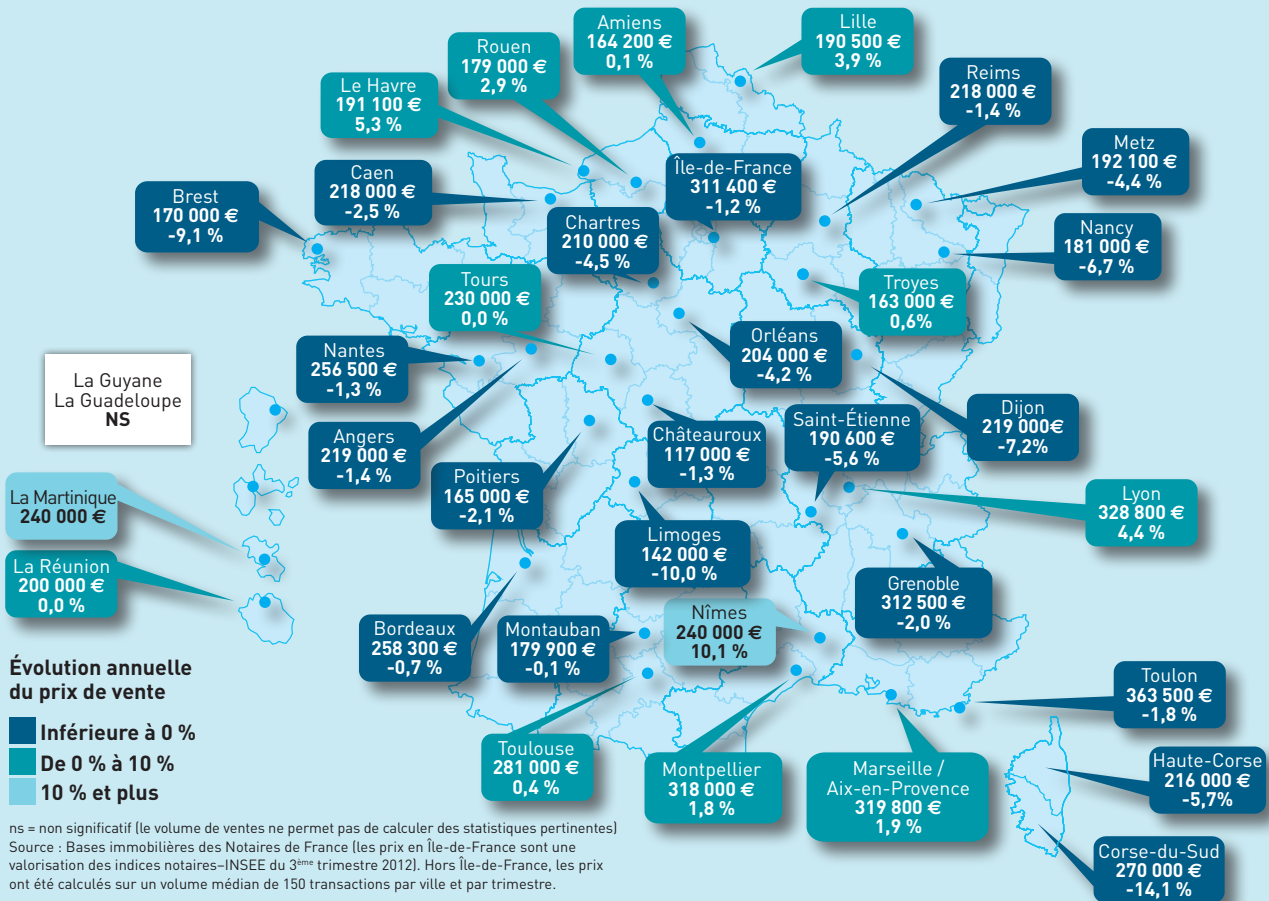 Amiens
164 200 €
0,1 %
Lille
190 500 €
3,9 %
Rouen
179 000 €
2,9 %
Le Havre
191 100 €
5,3 %
Reims
218 000 €
-1,4 %
Metz
192 100 €
-4,4 %
Île-de-France
311 400 €
-1,2 %
Caen
218 000 €
-2,5 %
Brest
170 000 €
-9,1 %
Chartres
210 000 €
-4,5 %
Nancy
181 000 €
-6,7 %
Tours
230 000 €
0,0 %
Troyes
163 000 €
0,6%
Orléans
204 000 €
-4,2 %
Nantes
256 500 €
-1,3 %
La Guyane
La Guadeloupe
NS
Angers
219 000 €
-1,4 %
Châteauroux
117 000 €
-1,3 %
Saint-Étienne
190 600 €
-5,6 %
Dijon
219 000€
-7,2%
Poitiers
165 000 €
-2,1 %
La Martinique
240 000 €
Lyon
328 800 €
4,4 %
Limoges
142 000 €
-10,0 %
La Réunion
200 000 €
0,0 %
Grenoble
312 500 €
-2,0 %
Nîmes
240 000 €
10,1 %
Bordeaux
258 300 €
-0,7 %
Montauban
179 900 €
-0,1 %
Toulon
363 500 €
-1,8 %
Toulouse
281 000 €
0,4 %
Montpellier
318 000 €
1,8 %
Marseille /
Aix-en-Provence
319 800 €
1,9 %
Haute-Corse
216 000 €
-5,7%
Corse-du-Sud
270 000 €
-14,1 %
Évolution annuelle
du prix de vente
Inférieure à 0 %
De 0 % à 10 %
10 % et plus
ns = non significatif (le volume de ventes ne permet pas de calculer des statistiques pertinentes)
Source : Bases immobilières des Notaires de France (les prix en Île-de-France sont une
valorisation des indices notaires–INSEE du 3ème trimestre 2012). Hors Île-de-France, les prix
ont été calculés sur un volume médian de 150 transactions par ville et par trimestre.